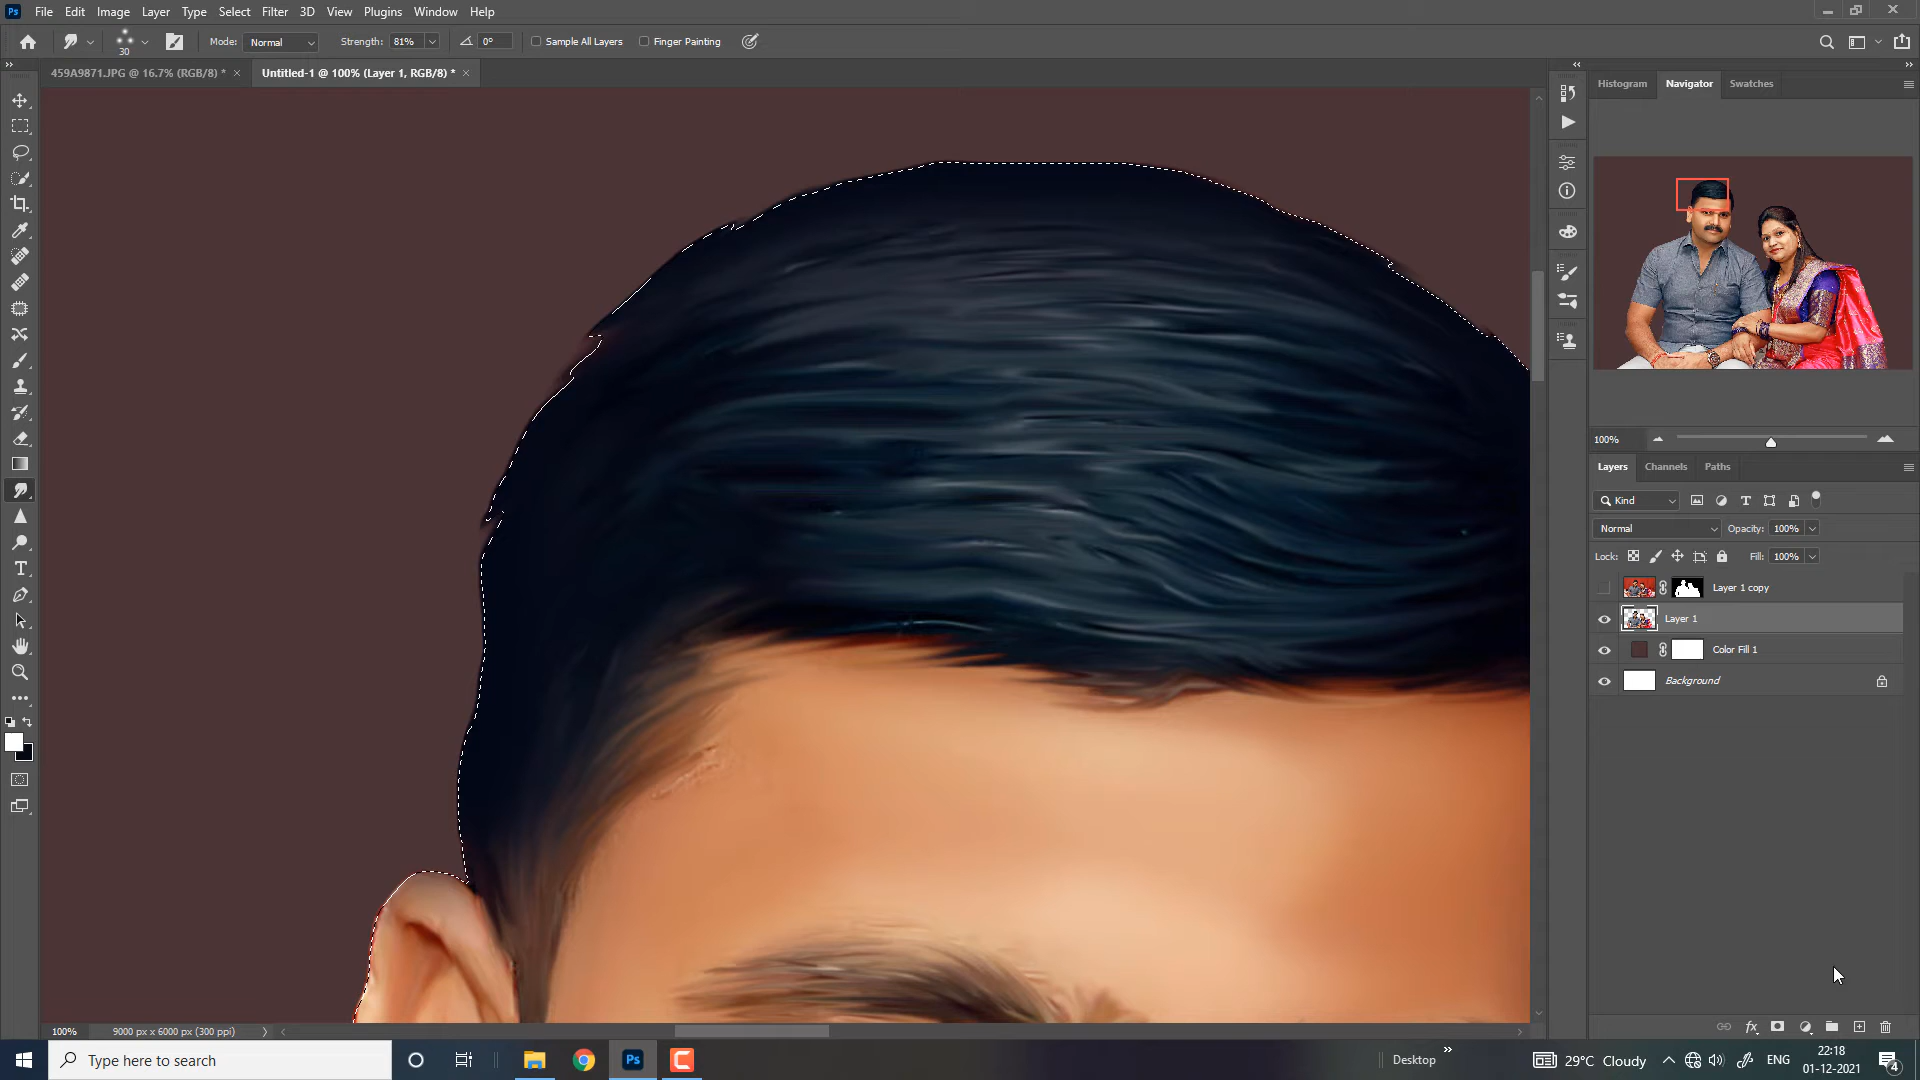 Ps File Edit Image Layer Type Select Filter 3D View Plugins Window Help
30 Mode: Normal Strength: 81% 0° Sample All Layers Finger Painting
459A9871.JPG @ 16.7% (RGB/8) * × Untitled-1 @ 100% (Layer 1, RGB/8) * ×
Histogram Navigator Swatches
100%
Layers Channels Paths
Kind
Normal Opacity: 100%
Lock: Fill: 100%
Layer 1 copy
Layer 1
Color Fill 1
Background
100% 9000 px x 6000 px (300 ppi)
Type here to search Ps Desktop 29°C Cloudy ENG
22:18
01-12-2021
4